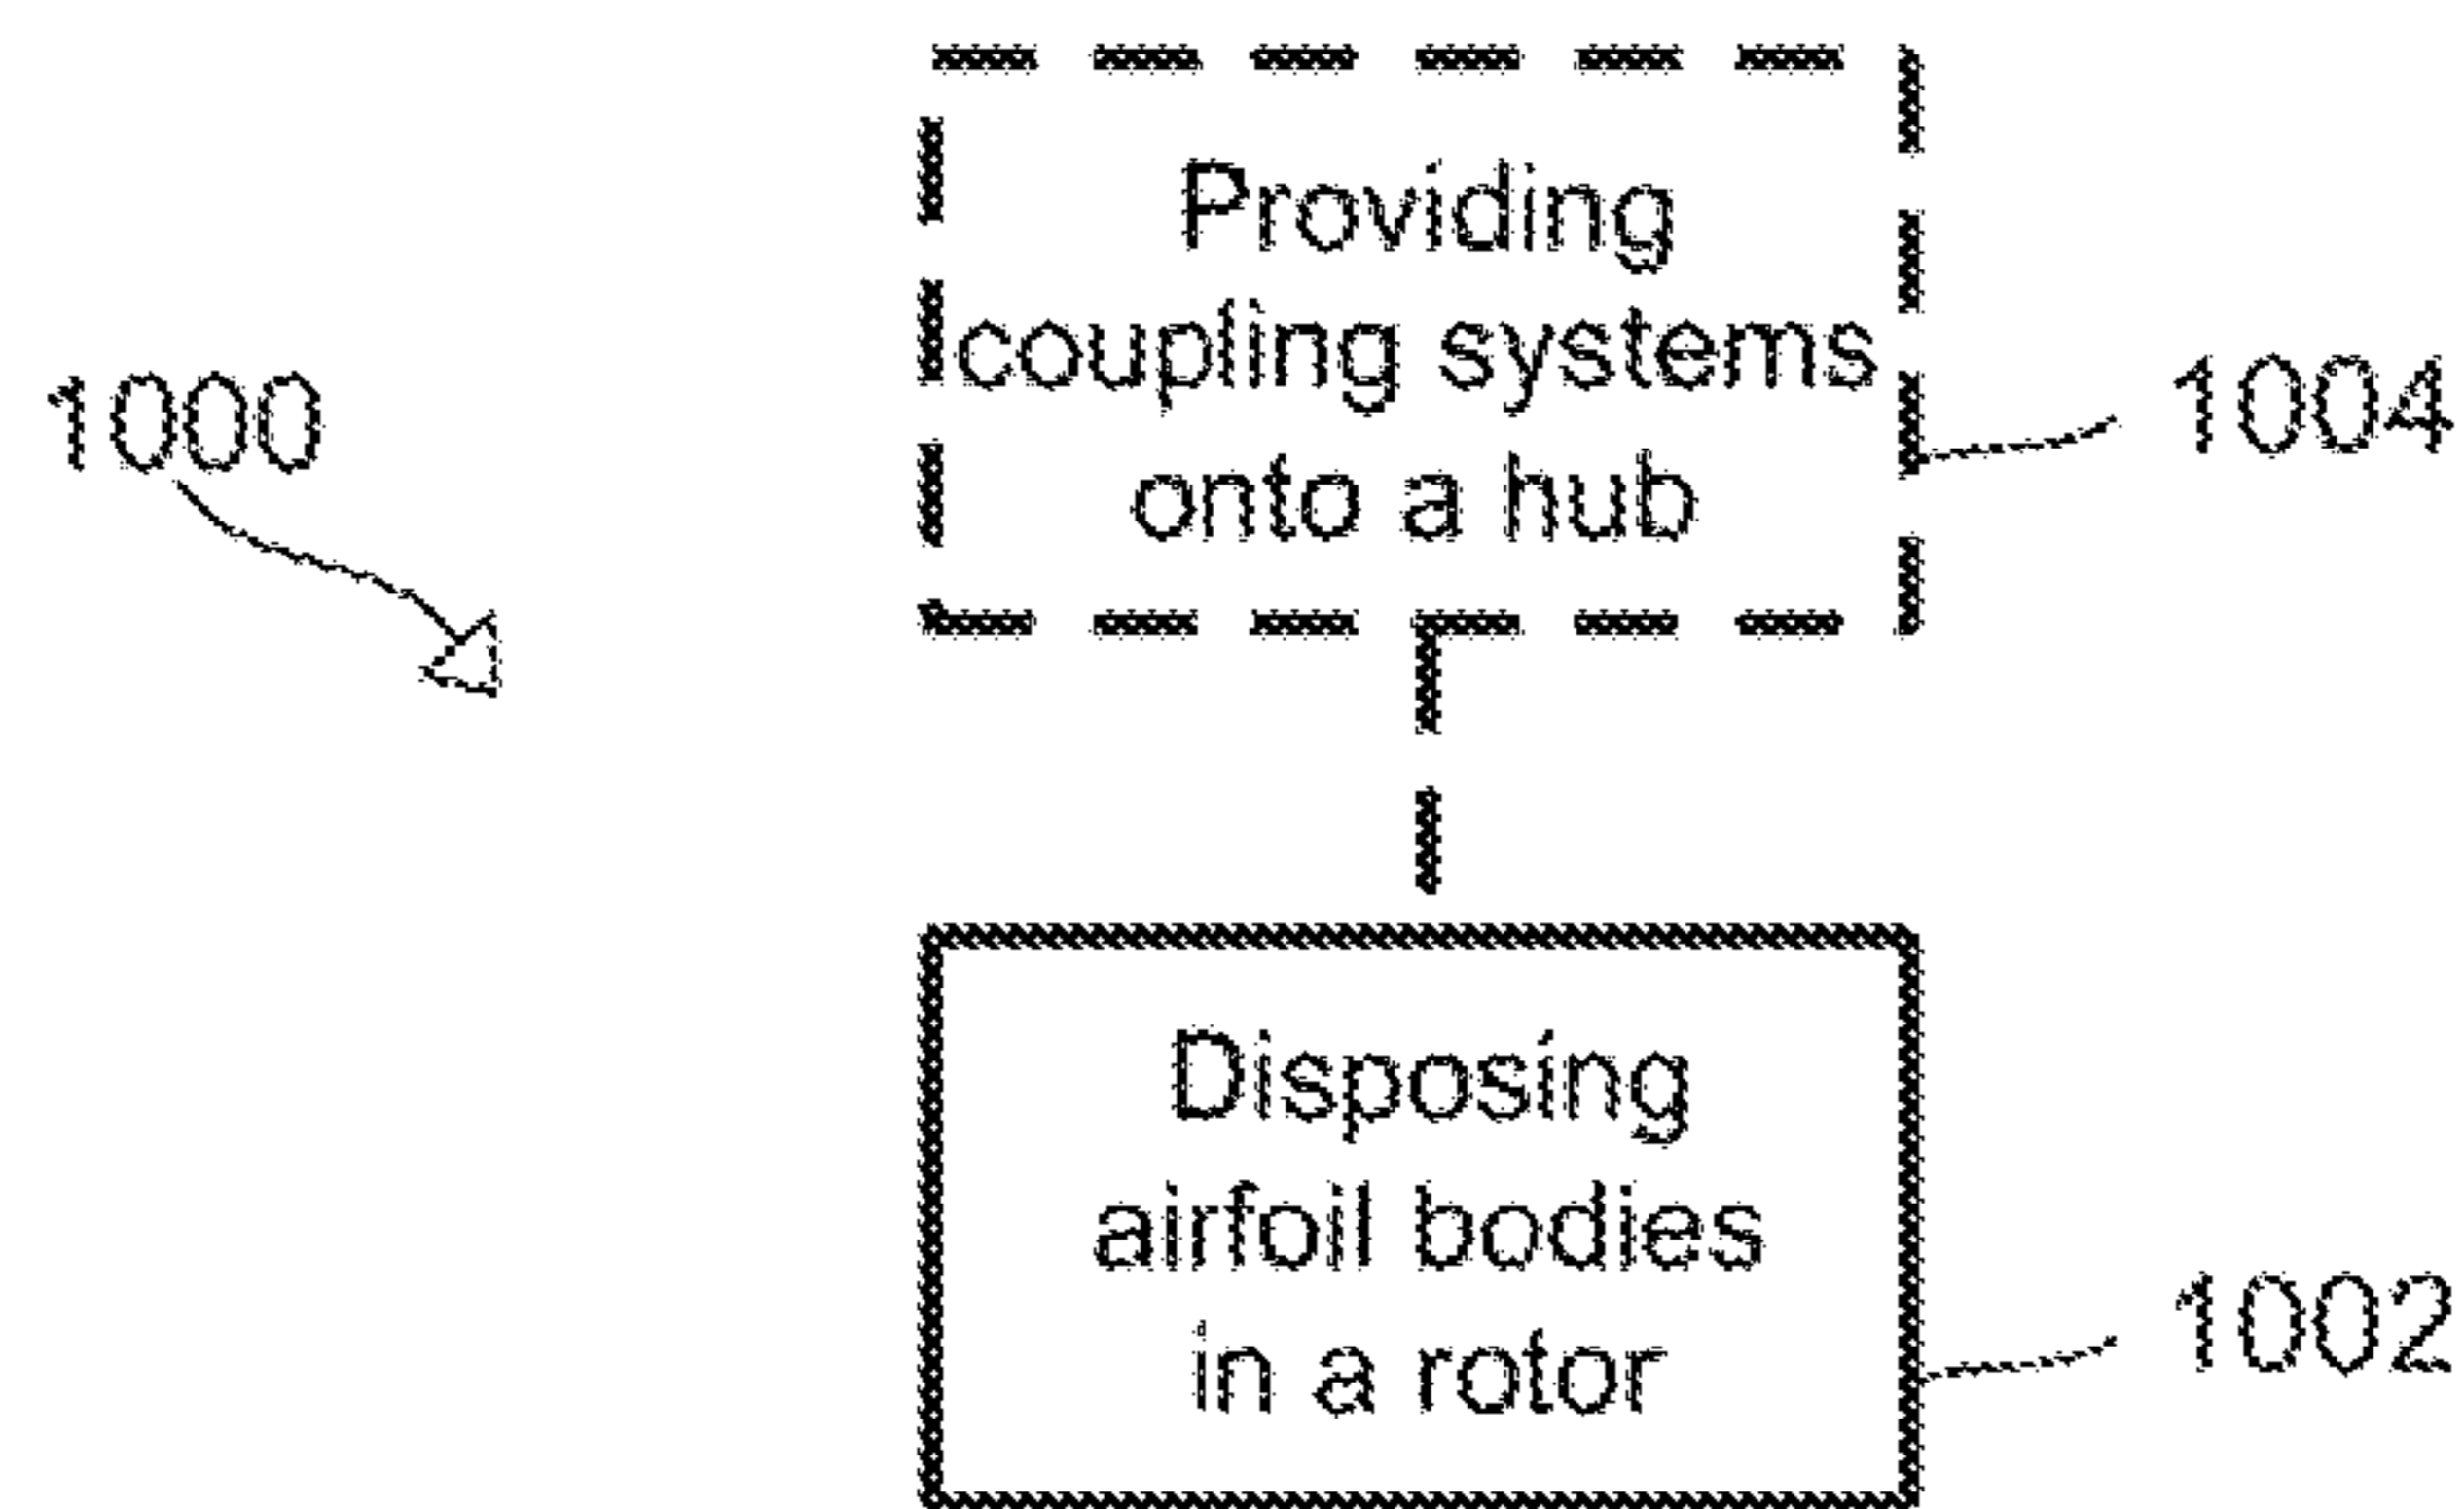 Providing
coupling systems
onto a hub
1000
1004
Disposing
airfoil bodies
in a rotor
1002